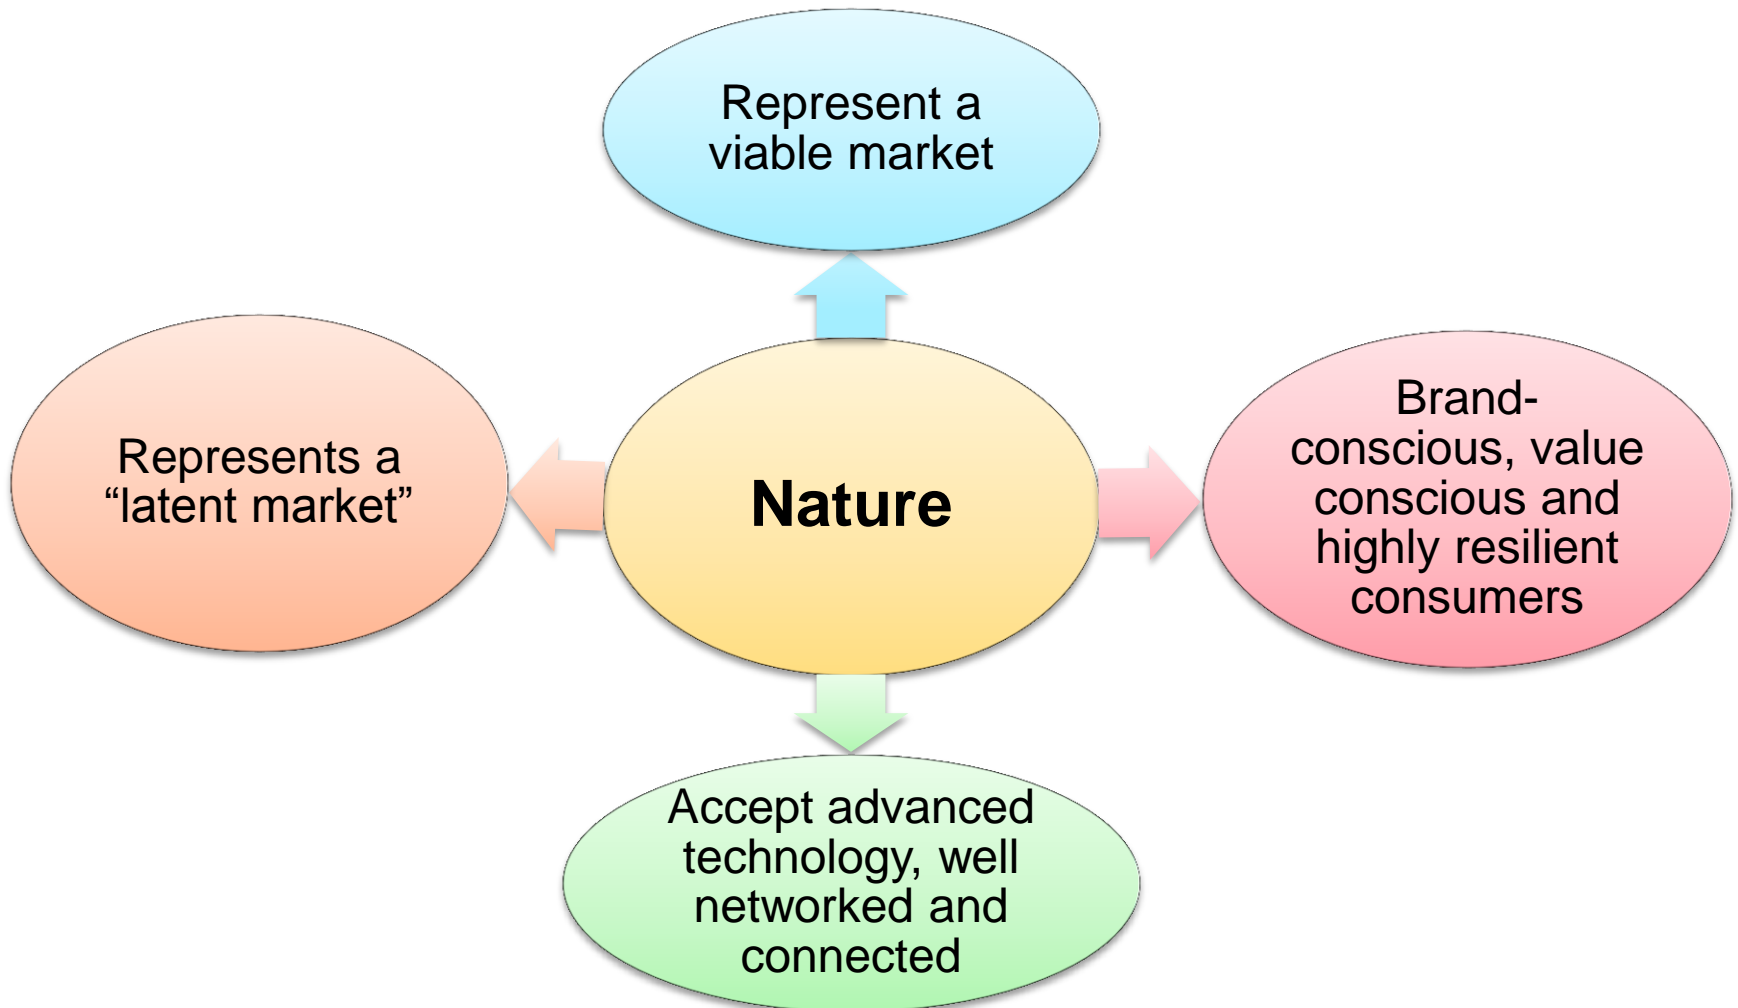 Represent a
viable market
Represents a
“latent market”
Nature
Brand-
conscious, value
conscious and
highly resilient
consumers
Accept advanced
technology, well
networked and
connected